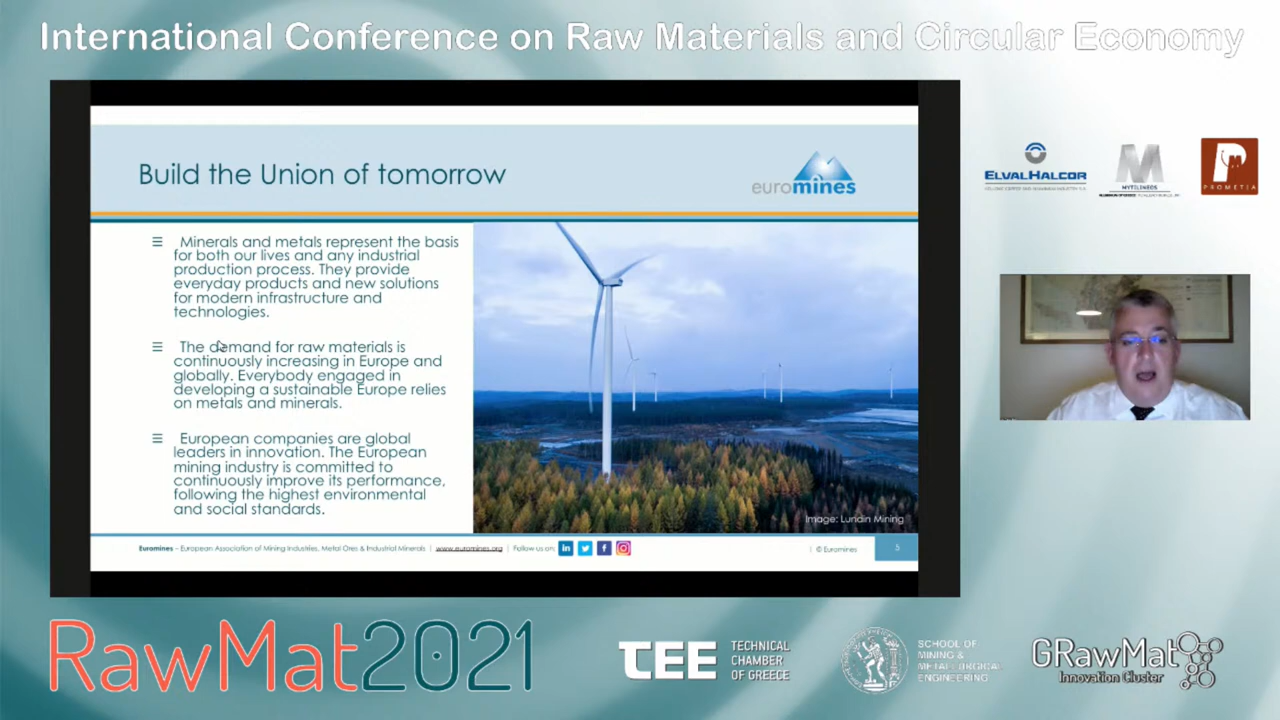 International Conference on Raw Materials and Circular Economy
Build the Union of tomorrow
euromines
☰ Minerals and metals represent the basis
for both our lives and any industrial
production process. They provide
everyday products and new solutions
for modern infrastructure and
technologies.
☰ The demand for raw materials is
continuously increasing in Europe and
globally. Everybody engaged in
developing a sustainable Europe relies
on metals and minerals.
☰ European companies are global
leaders in innovation. The European
mining industry is committed to
continuously improve its performance,
following the highest environmental
and social standards.
Image: Lundin Mining
Euromines – European Association of Mining Industries, Metal Ores & Industrial Minerals | www.euromines.org | Follow us on: in f | © Euromines 5
ELVALHALCOR
M
MYTILINEOS
P
PROMETIA
RawMat2021
TEE
TECHNICAL
CHAMBER
OF GREECE
SCHOOL OF
MINING &
METALLURGICAL
ENGINEERING
GRawMat
Innovation Cluster